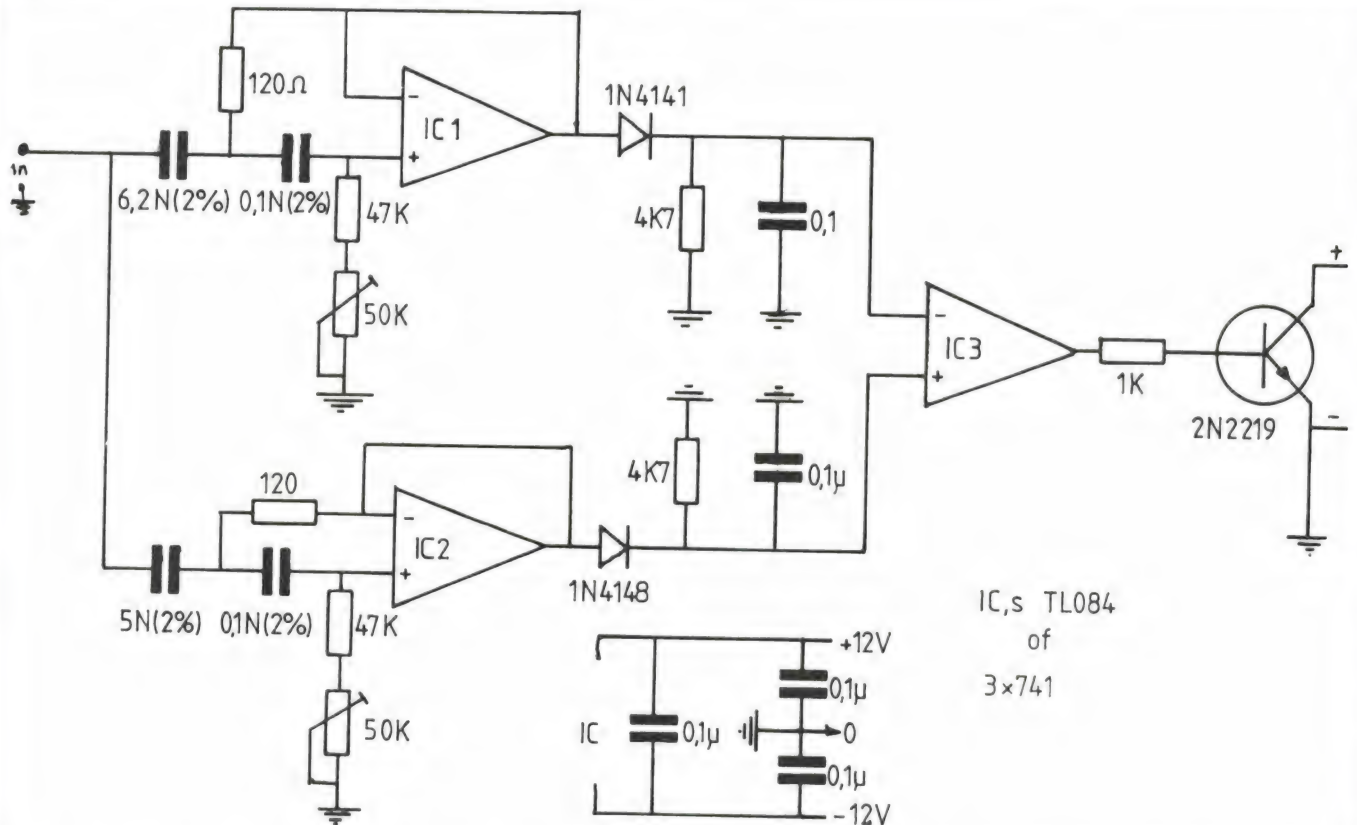 120Ω
1N4141
-
IC1
+
in
6,2N(2%)
0,1N(2%)
47K
4K7
0,1
50K
+
-
IC3
+
1K
-
2N2219
120
4K7
0,1µ
-
IC2
+
1N4148
5N(2%)
0,1N(2%)
47K
IC,s TL084
of
3×741
+12V
0,1µ
50K
IC
0,1µ
0
0,1µ
-12V